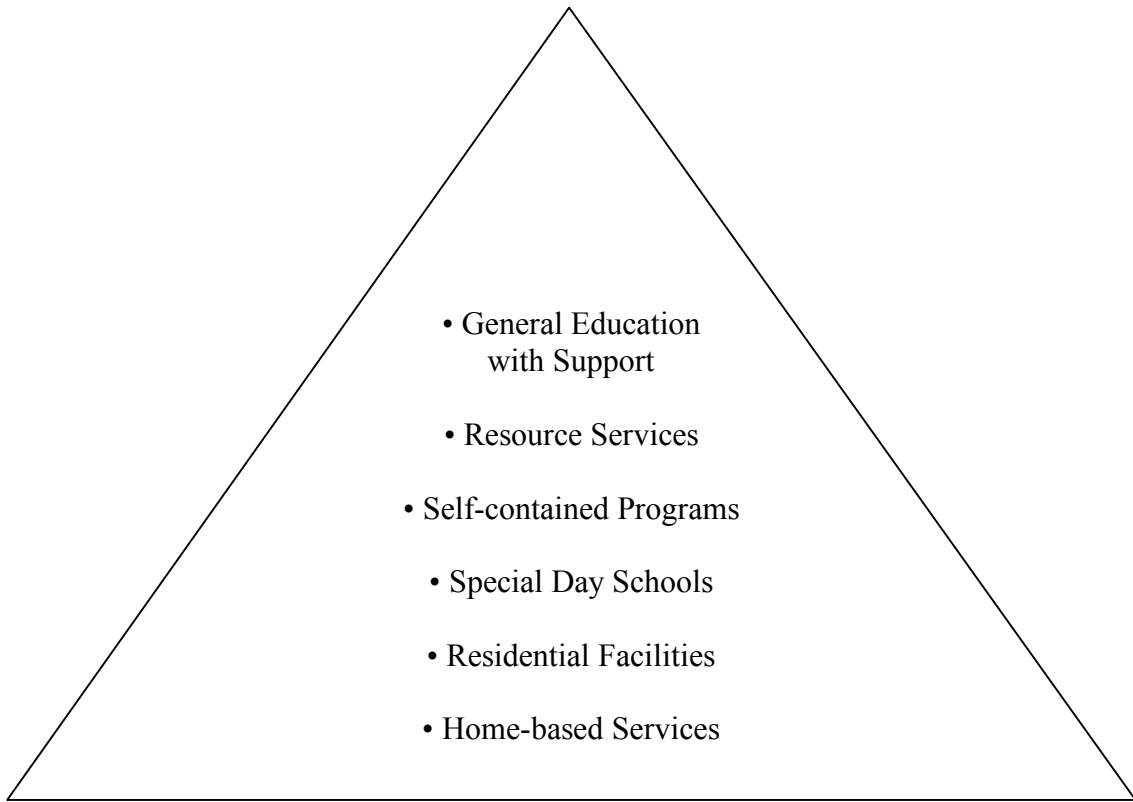 • General Education
with Support
• Resource Services
• Self-contained Programs
• Special Day Schools
• Residential Facilities
• Home-based Services